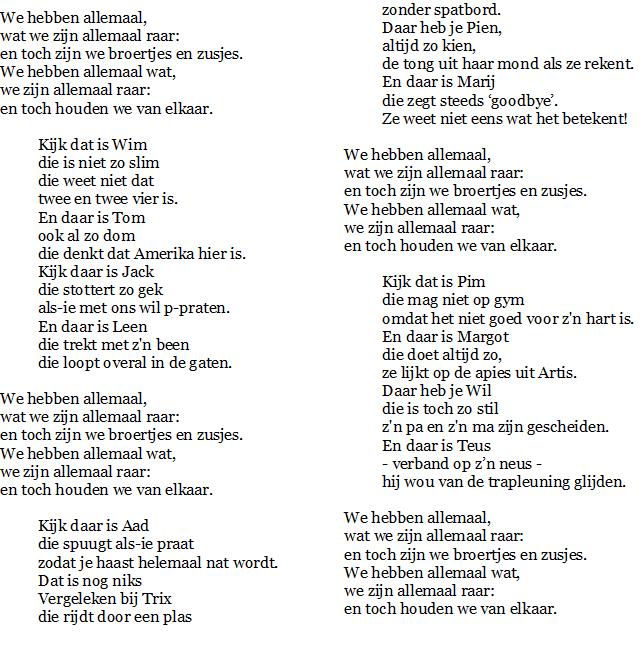 We hebben allemaal,
wat we zijn allemaal raar:
en toch zijn we broertjes en zusjes.
We hebben allemaal wat,
we zijn allemaal raar:
en toch houden we van elkaar.
Kijk dat is Wim
die is niet zo slim
die weet niet dat
twee en twee vier is.
En daar is Tom
ook al zo dom
die denkt dat Amerika hier is.
Kijk daar is Jack
die stottert zo gek
als-ie met ons wil p-praten.
En daar is Leen
die trekt met z'n been
die loopt overal in de gaten.
We hebben allemaal,
wat we zijn allemaal raar:
en toch zijn we broertjes en zusjes.
We hebben allemaal wat,
we zijn allemaal raar:
en toch houden we van elkaar.
Kijk daar is Aad
die spuugt als-ie praat
zodat je haast helemaal nat wordt.
Dat is nog niks
Vergeleken bij Trix
die rijdt door een plas
zonder spatbord.
Daar heb je Pien,
altijd zo kien,
de tong uit haar mond als ze rekent.
En daar is Marij
die zegt steeds ‘goodbye’.
Ze weet niet eens wat het betekent!
We hebben allemaal,
wat we zijn allemaal raar:
en toch zijn we broertjes en zusjes.
We hebben allemaal wat,
we zijn allemaal raar:
en toch houden we van elkaar.
Kijk dat is Pim
die mag niet op gym
omdat het niet goed voor z'n hart is.
En daar is Margot
die doet altijd zo,
ze lijkt op de apies uit Artis.
Daar heb je Wil
die is toch zo stil
z'n pa en z'n ma zijn gescheiden.
En daar is Teus
- verband op z’n neus -
hij wou van de trapleuning glijden.
We hebben allemaal,
wat we zijn allemaal raar:
en toch zijn we broertjes en zusjes.
We hebben allemaal wat,
we zijn allemaal raar:
en toch houden we van elkaar.